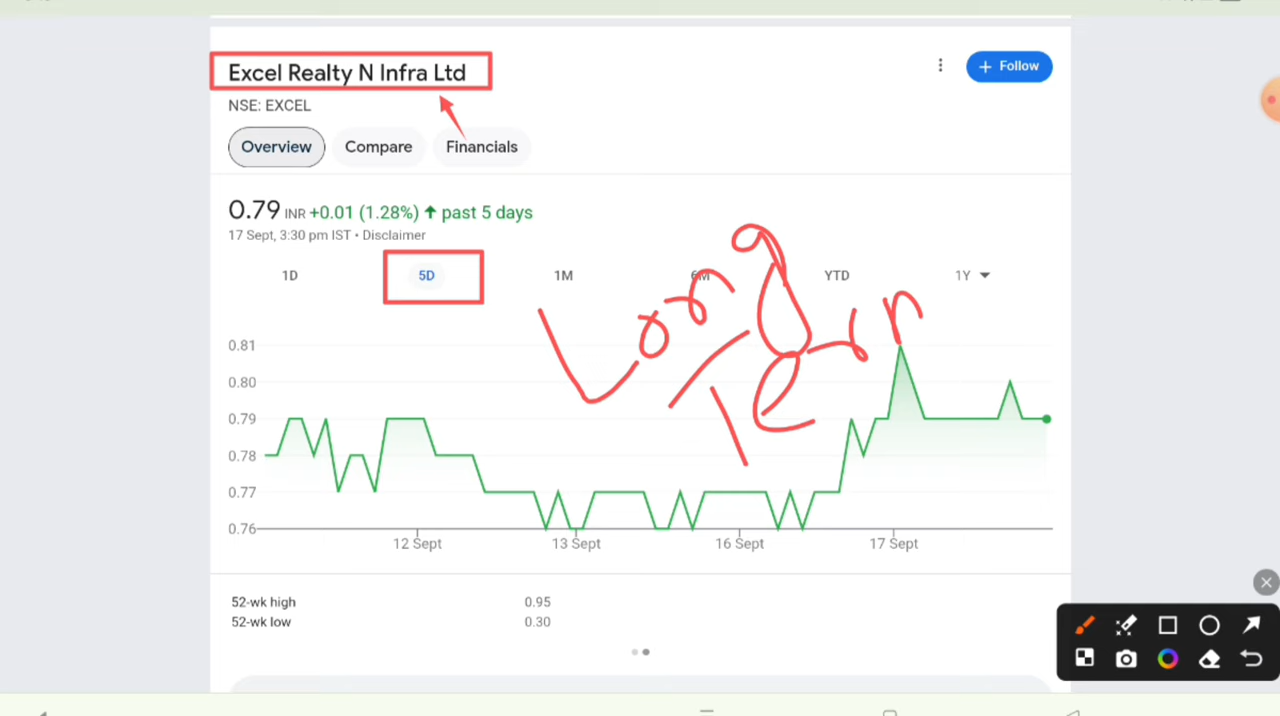 Excel Realty N Infra Ltd
+ Follow
NSE: EXCEL
Overview Compare Financials
0.79 INR +0.01 (1.28%) ↑ past 5 days
17 Sept, 3:30 pm IST • Disclaimer
1D 5D 1M 6M YTD 1Y
Long
Term
0.81
0.80
0.79
0.78
0.77
0.76
12 Sept 13 Sept 16 Sept 17 Sept
52-wk high 0.95
52-wk low 0.30